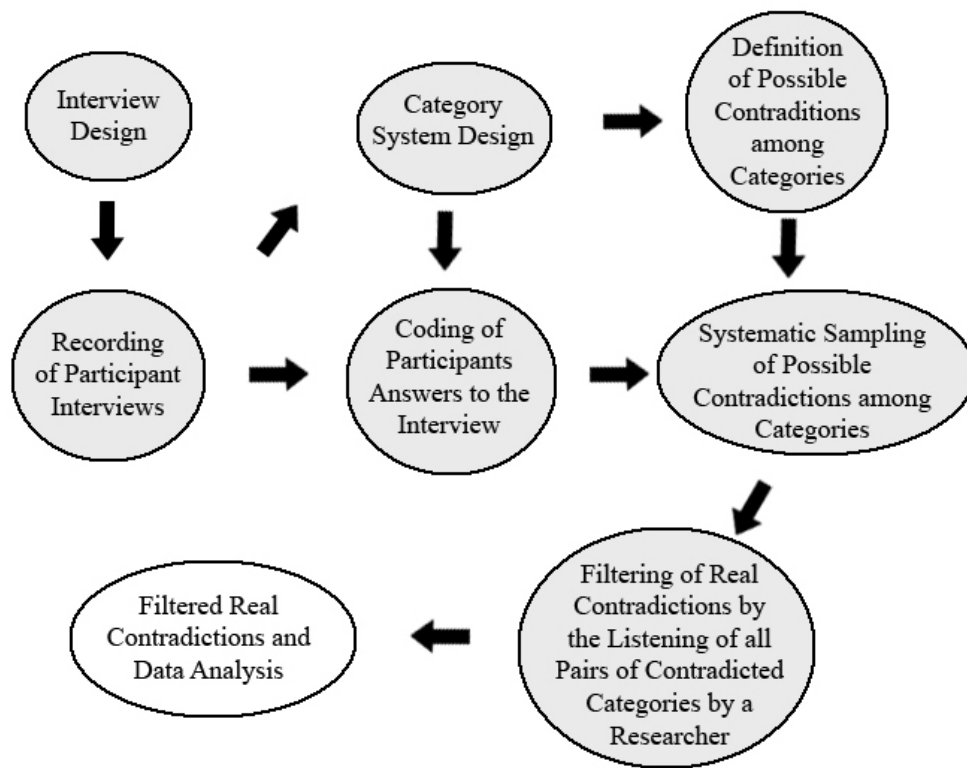 Interview
Design
Category
System Design
Definition
of Possible
Contraditions
among
Categories
Recording
of Participant
Interviews
Coding of
Participants
Answers to the
Interview
Systematic Sampling
of Possible
Contradictions among
Categories
Filtering of Real
Contradictions by
the Listening of all
Pairs of Contradicted
Categories by a
Researcher
Filtered Real
Contradictions and
Data Analysis